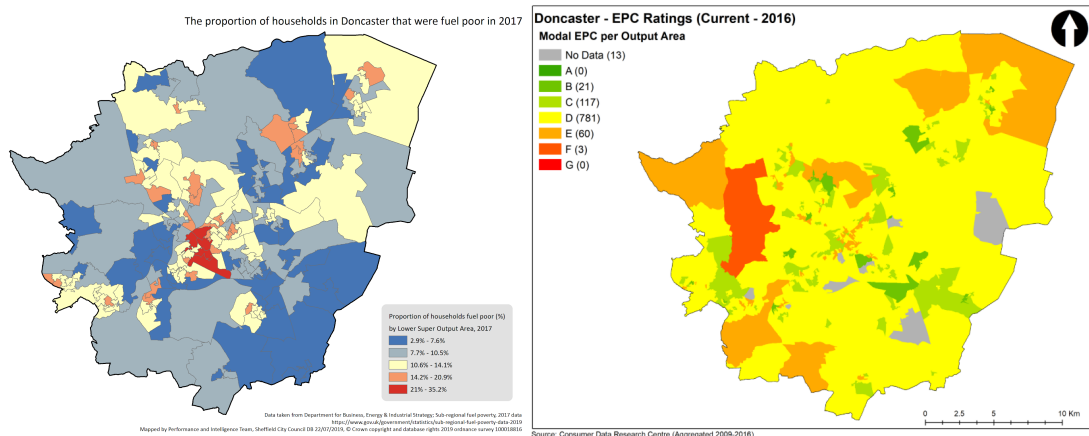 The proportion of households in Doncaster that were fuel poor in 2017
Proportion of households fuel poor (%)
by Lower Super Output Area, 2017
2.9% - 7.6%
7.7% - 10.5%
10.6% - 14.1%
14.2% - 20.9%
21% - 35.2%
Data taken from Department for Business, Energy & Industrial Strategy: Sub-regional fuel poverty, 2017 data
https://www.gov.uk/government/statistics/sub-regional-fuel-poverty-data-2019
Mapped by Performance and Intelligence Team, Sheffield City Council DB 22/07/2019, © Crown copyright and database rights 2019 ordnance survey 100018816
Doncaster - EPC Ratings (Current - 2016)
Modal EPC per Output Area
No Data (13)
A (0)
B (21)
C (117)
D (781)
E (60)
F (3)
G (0)
0 2.5 5 10 Km
Source: Consumer Data Research Centre (Aggregated 2009-2016)